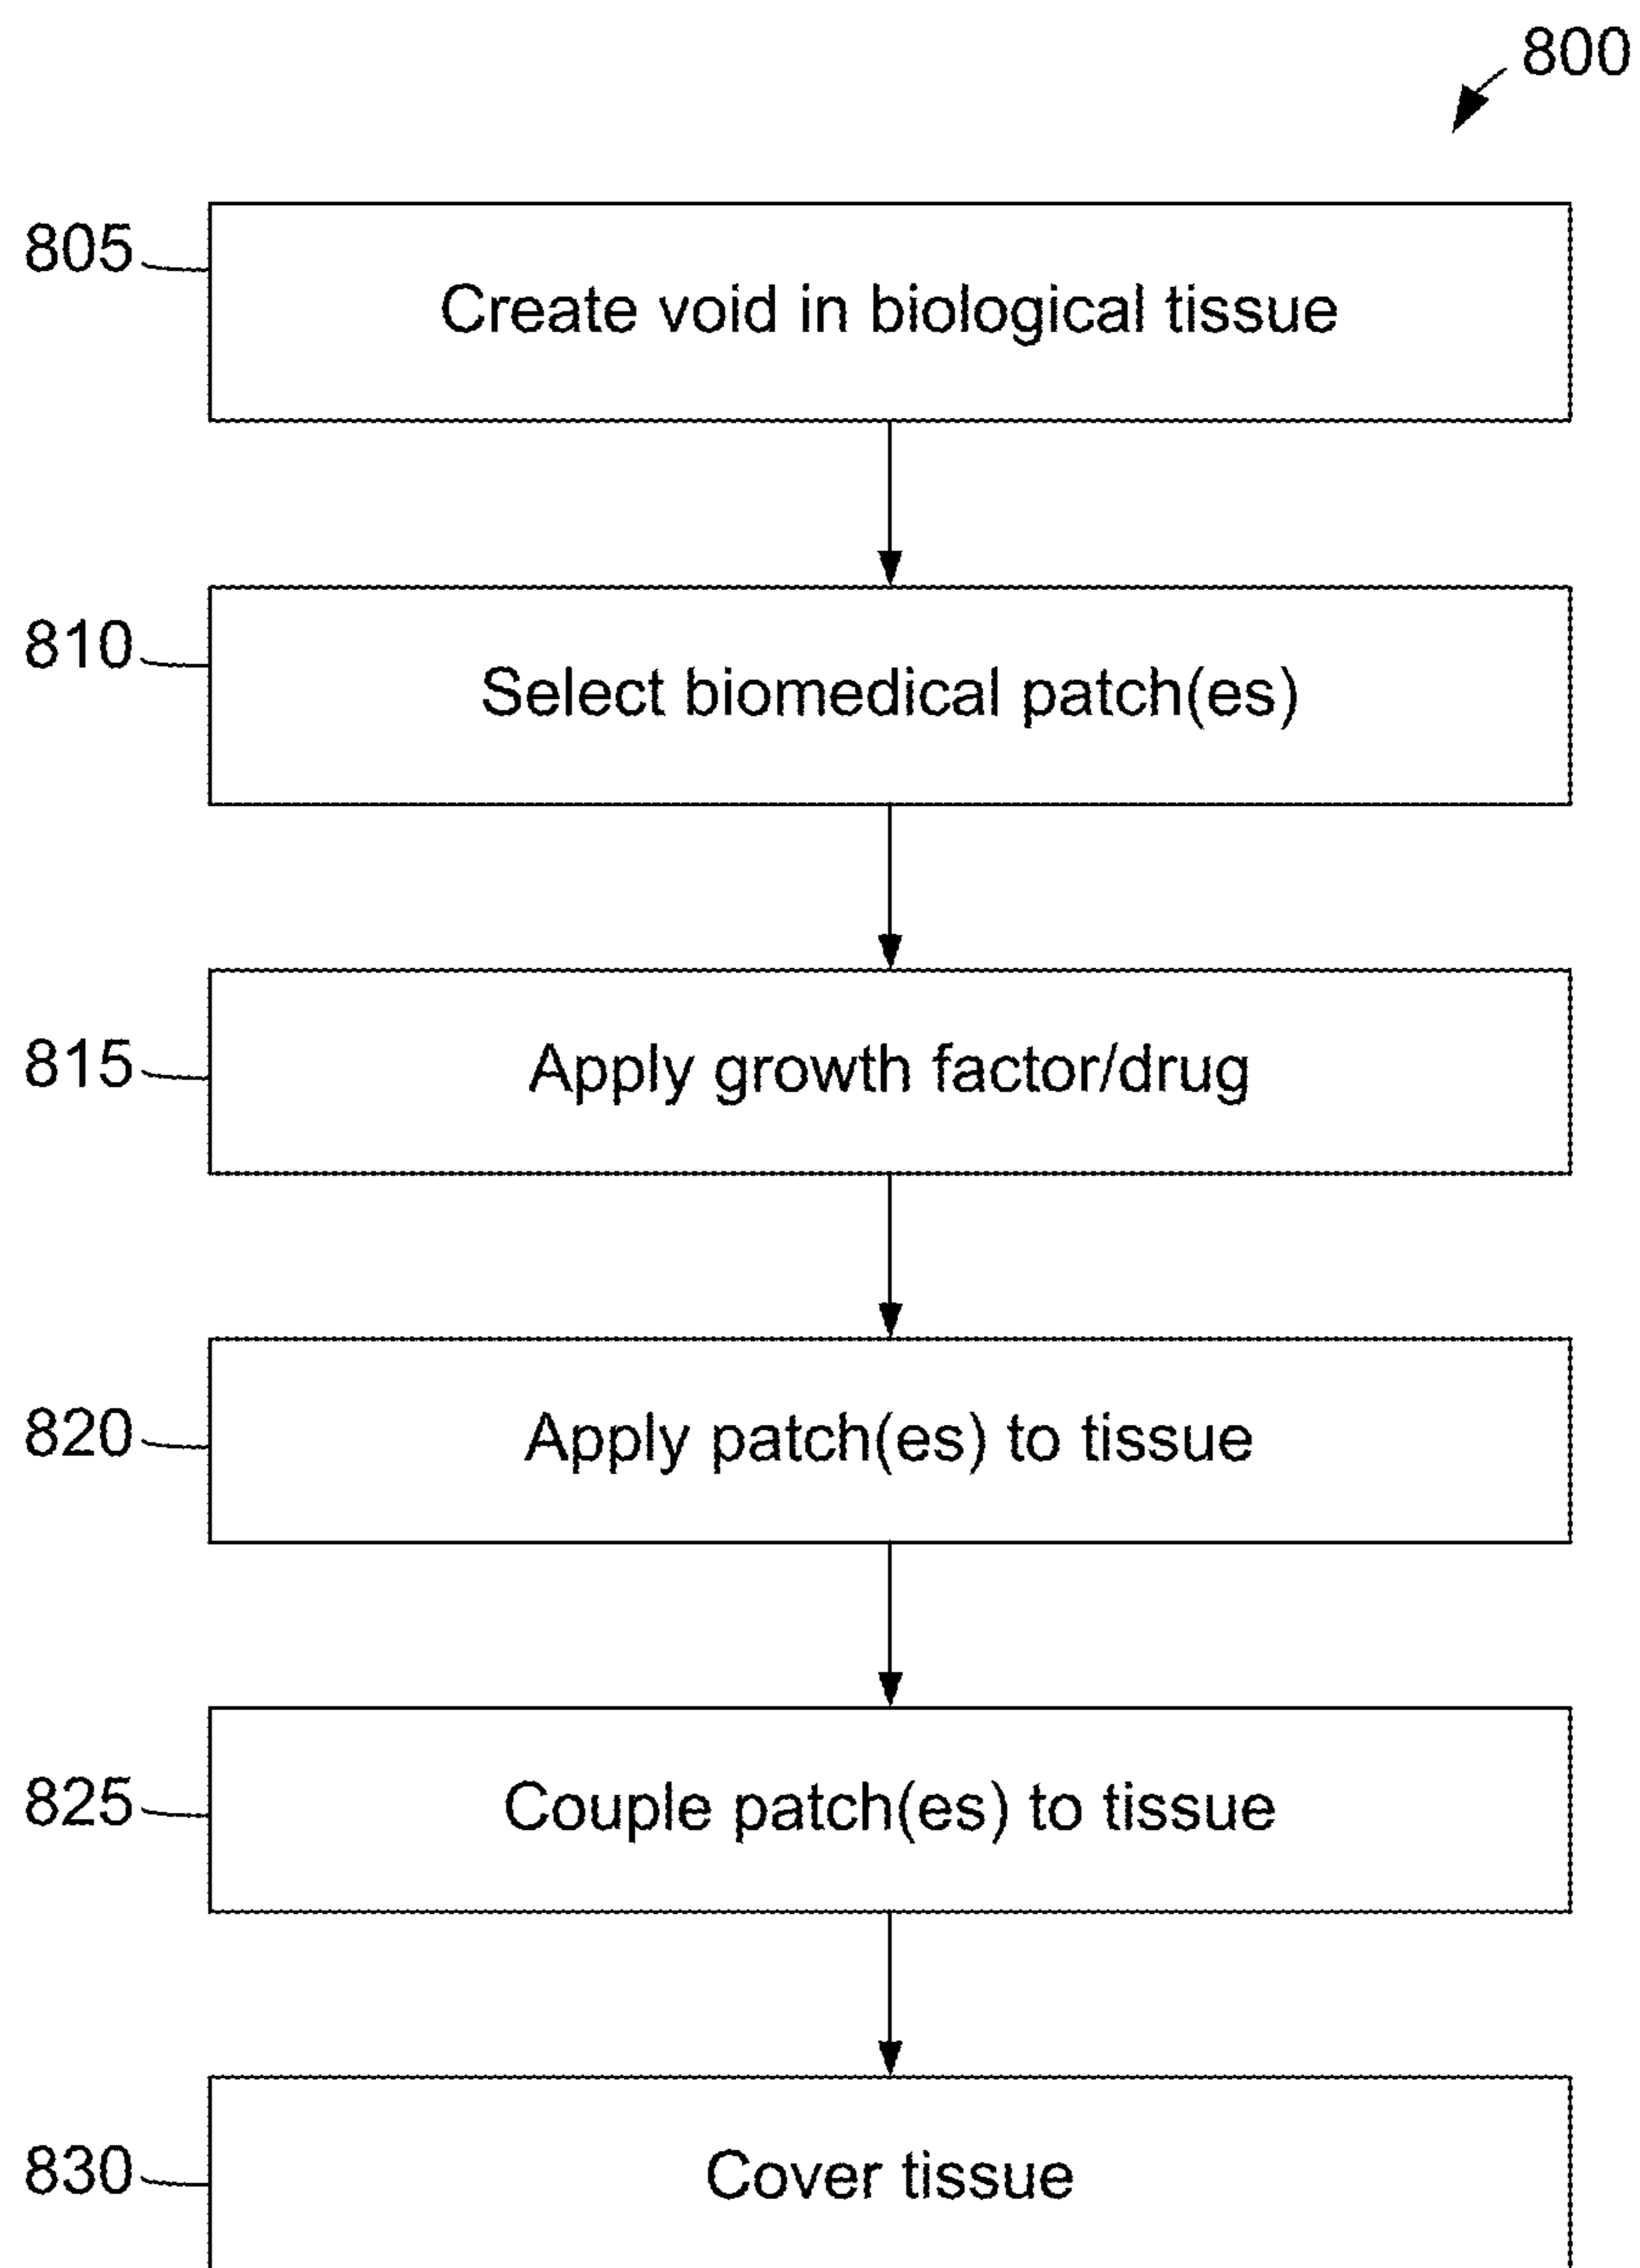 800
805
Create void in biological tissue
810
Select biomedical patch(es)
815
Apply growth factor/drug
820
Apply patch(es) to tissue
825
Couple patch(es) to tissue
830
Cover tissue